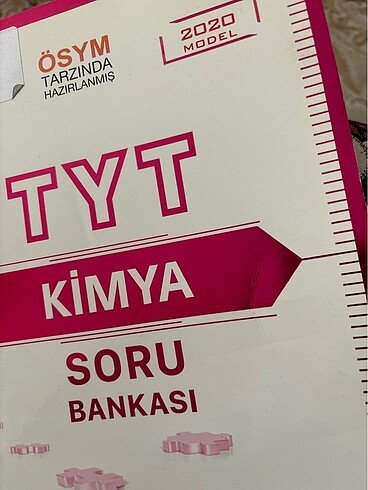 ÖSYM
TARZINDA
HAZIRLANMIŞ
2020
MODEL
TYT
KİMYA
SORU
BANKASI